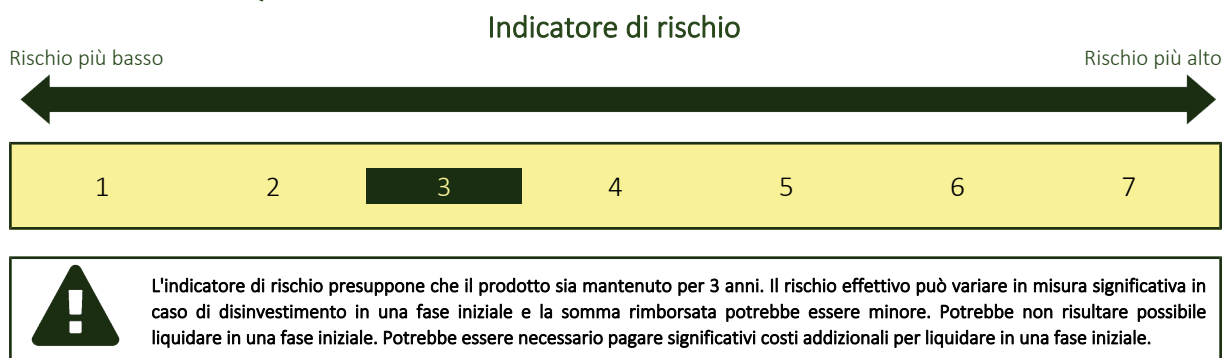 Indicatore di rischio
Rischio più basso
Rischio più alto
1 2 3 4 5 6 7
L'indicatore di rischio presuppone che il prodotto sia mantenuto per 3 anni. Il rischio effettivo può variare in misura significativa in
caso di disinvestimento in una fase iniziale e la somma rimborsata potrebbe essere minore. Potrebbe non risultare possibile
liquidare in una fase iniziale. Potrebbe essere necessario pagare significativi costi addizionali per liquidare in una fase iniziale.